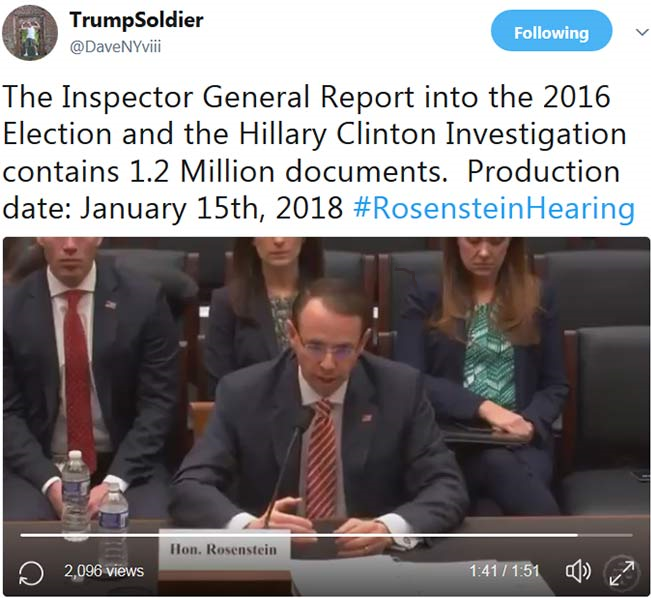 TrumpSoldier
@DaveNYviii
Following
The Inspector General Report into the 2016
Election and the Hillary Clinton Investigation
contains 1.2 Million documents.  Production
date: January 15th, 2018 #RosensteinHearing
Hon. Rosenstein
2,096 views
1:41 / 1:51